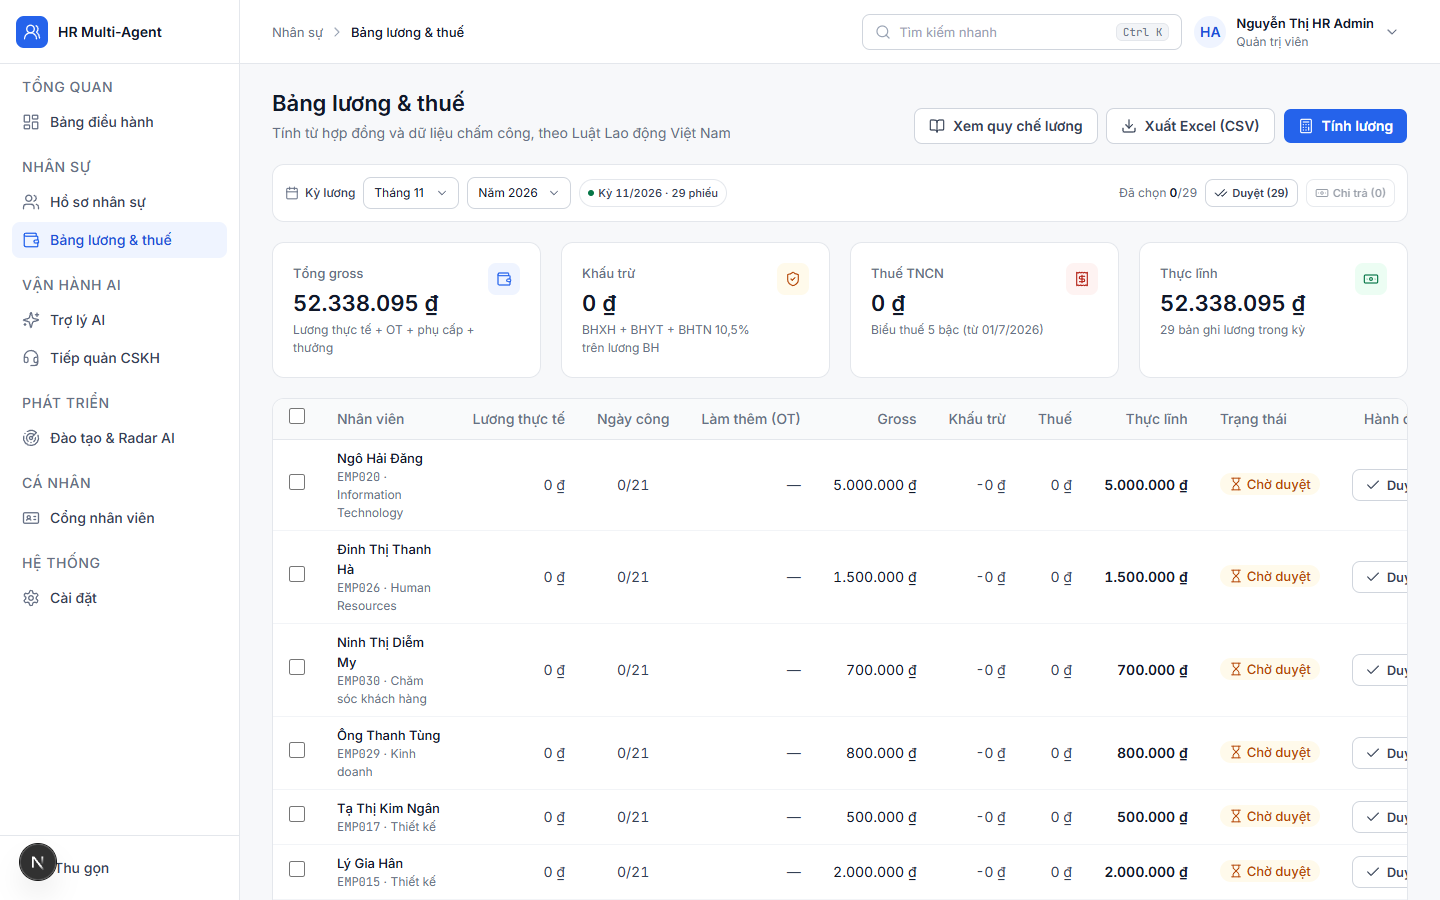 HR Multi-Agent
Nhân sự
Bảng lương & thuế
Tìm kiếm nhanh
Ctrl K
HA
Nguyễn Thị HR Admin
Quản trị viên
TỔNG QUAN
Bảng điều hành
NHÂN SỰ
Hồ sơ nhân sự
Bảng lương & thuế
VẬN HÀNH AI
Trợ lý AI
Tiếp quản CSKH
PHÁT TRIỂN
Đào tạo & Radar AI
CÁ NHÂN
Cổng nhân viên
HỆ THỐNG
Cài đặt
N
Thu gọn
Bảng lương & thuế
Tính từ hợp đồng và dữ liệu chấm công, theo Luật Lao động Việt Nam
Xem quy chế lương
Xuất Excel (CSV)
Tính lương
Kỳ lương
Tháng 11
Năm 2026
Kỳ 11/2026 · 29 phiếu
Đã chọn 0/29
Duyệt (29)
Chi trả (0)
Tổng gross
52.338.095 ₫
Lương thực tế + OT + phụ cấp +
thưởng
Khấu trừ
0 ₫
BHXH + BHYT + BHTN 10,5%
trên lương BH
Thuế TNCN
0 ₫
Biểu thuế 5 bậc (từ 01/7/2026)
Thực lĩnh
52.338.095 ₫
29 bản ghi lương trong kỳ
Nhân viên Lương thực tế Ngày công Làm thêm (OT) Gross Khấu trừ Thuế Thực lĩnh Trạng thái Hành
Ngô Hải Đăng
EMP020 ·
Information
Technology
0 ₫ 0/21 — 5.000.000 ₫ -0 ₫ 0 ₫ 5.000.000 ₫ Chờ duyệt
Đinh Thị Thanh
Hà
EMP026 · Human
Resources
0 ₫ 0/21 — 1.500.000 ₫ -0 ₫ 0 ₫ 1.500.000 ₫ Chờ duyệt
Ninh Thị Diễm
My
EMP030 · Chăm
sóc khách hàng
0 ₫ 0/21 — 700.000 ₫ -0 ₫ 0 ₫ 700.000 ₫ Chờ duyệt
Ông Thanh Tùng
EMP029 · Kinh
doanh
0 ₫ 0/21 — 800.000 ₫ -0 ₫ 0 ₫ 800.000 ₫ Chờ duyệt
Tạ Thị Kim Ngân
EMP017 · Thiết kế
0 ₫ 0/21 — 500.000 ₫ -0 ₫ 0 ₫ 500.000 ₫ Chờ duyệt
Lý Gia Hân
EMP015 · Thiết kế
0 ₫ 0/21 — 2.000.000 ₫ -0 ₫ 0 ₫ 2.000.000 ₫ Chờ duyệt